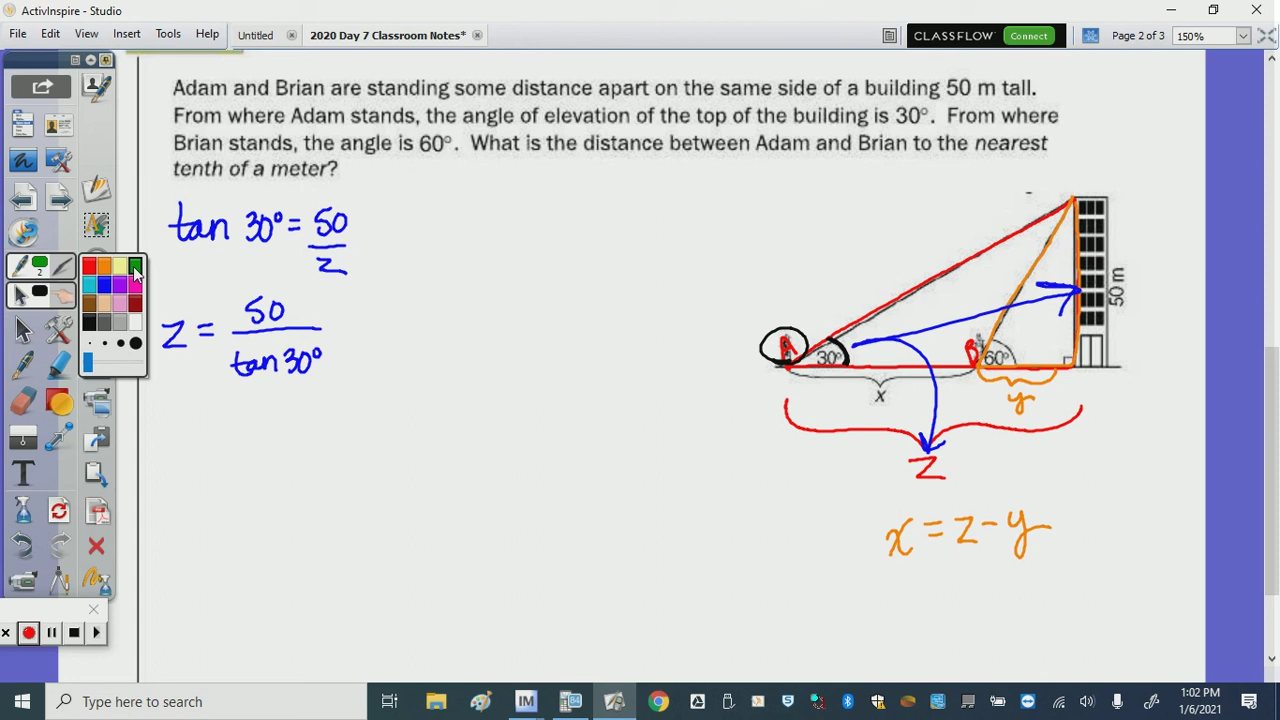 ActivInspire - Studio
File Edit View Insert Tools Help
Untitled
2020 Day 7 Classroom Notes*
CLASSFLOW Connect
Page 2 of 3
150%
Adam and Brian are standing some distance apart on the same side of a building 50 m tall.
From where Adam stands, the angle of elevation of the top of the building is 30°. From where
Brian stands, the angle is 60°. What is the distance between Adam and Brian to the nearest
tenth of a meter?
tan 30° = 50
z
z = 50
tan 30°
A
30°
B
60°
50 m
x
y
z
x = z - y
2
T
Type here to search
IM
1:02 PM
1/6/2021